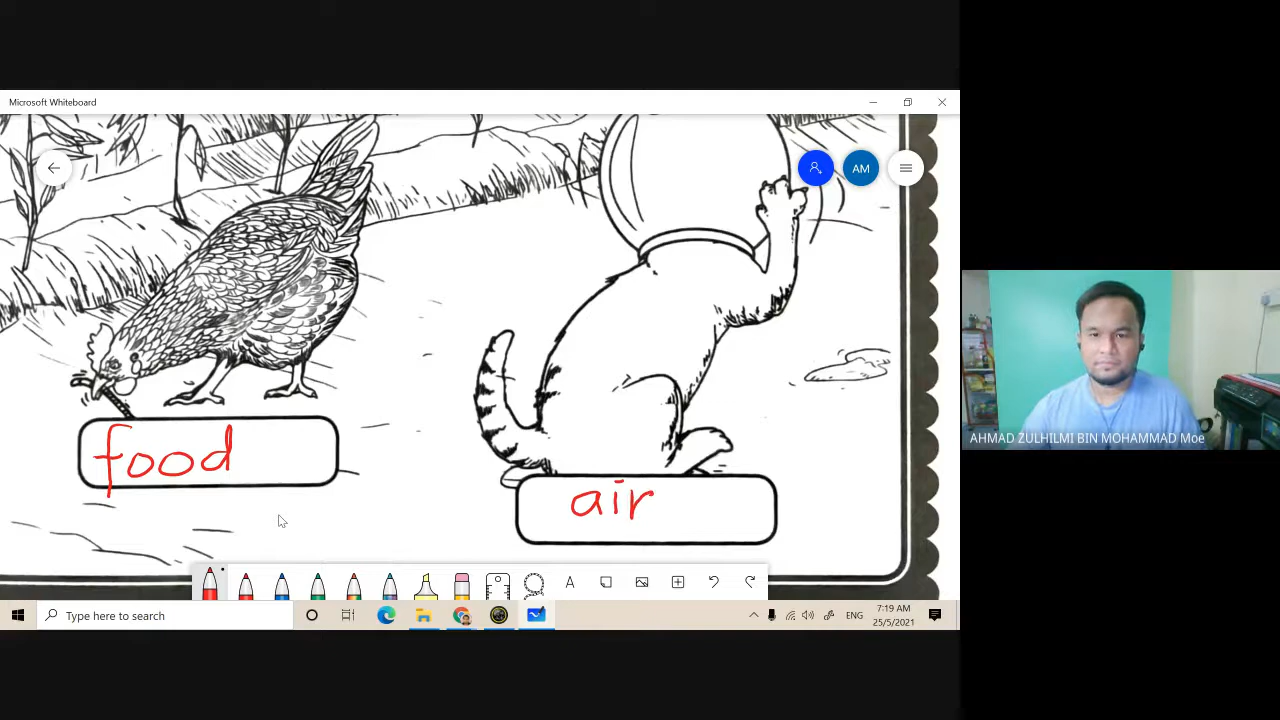 Microsoft Whiteboard
AM
food
air
AHMAD ZULHILMI BIN MOHAMMAD Moe
A
Type here to search
ENG
7:19 AM
25/5/2021